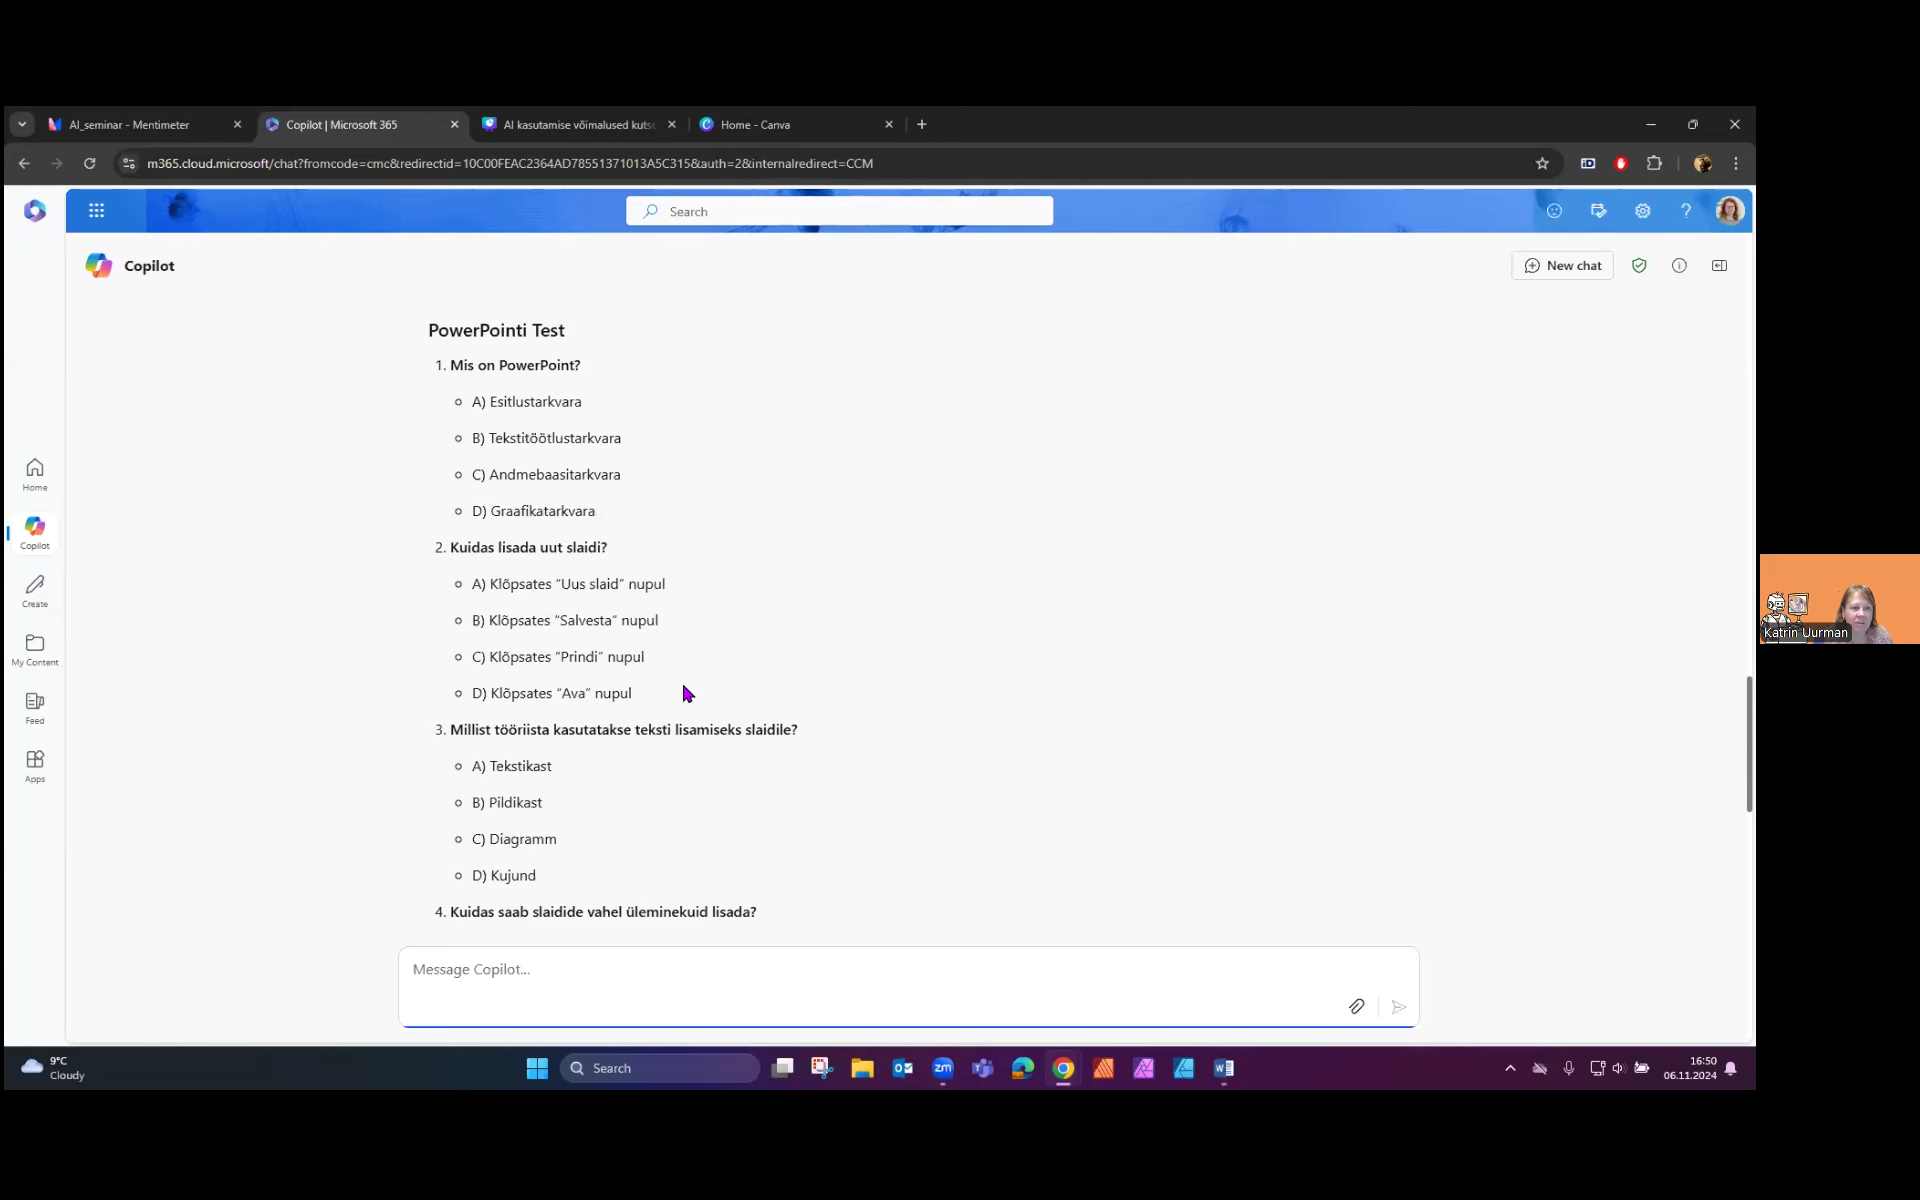 AI_seminar - Mentimeter
Copilot | Microsoft 365
AI kasutamise võimalused kutse
Home - Canva
m365.cloud.microsoft/chat?fromcode=cmc&redirectid=10C00FEAC2364AD78551371013A5C315&auth=2&internalredirect=CCM
Search
Copilot
New chat
Home
Copilot
Create
My Content
Feed
Apps
PowerPointi Test
1. Mis on PowerPoint?
A) Esitlustarkvara
B) Tekstitöötlustarkvara
C) Andmebaasitarkvara
D) Graafikatarkvara
2. Kuidas lisada uut slaidi?
A) Klõpsates “Uus slaid” nupul
B) Klõpsates “Salvesta” nupul
C) Klõpsates “Prindi” nupul
D) Klõpsates “Ava” nupul
3. Millist tööriista kasutatakse teksti lisamiseks slaidile?
A) Tekstikast
B) Pildikast
C) Diagramm
D) Kujund
4. Kuidas saab slaidide vahel üleminekuid lisada?
Message Copilot...
Katrin Uurman
9°C
Cloudy
Search
16:50
06.11.2024